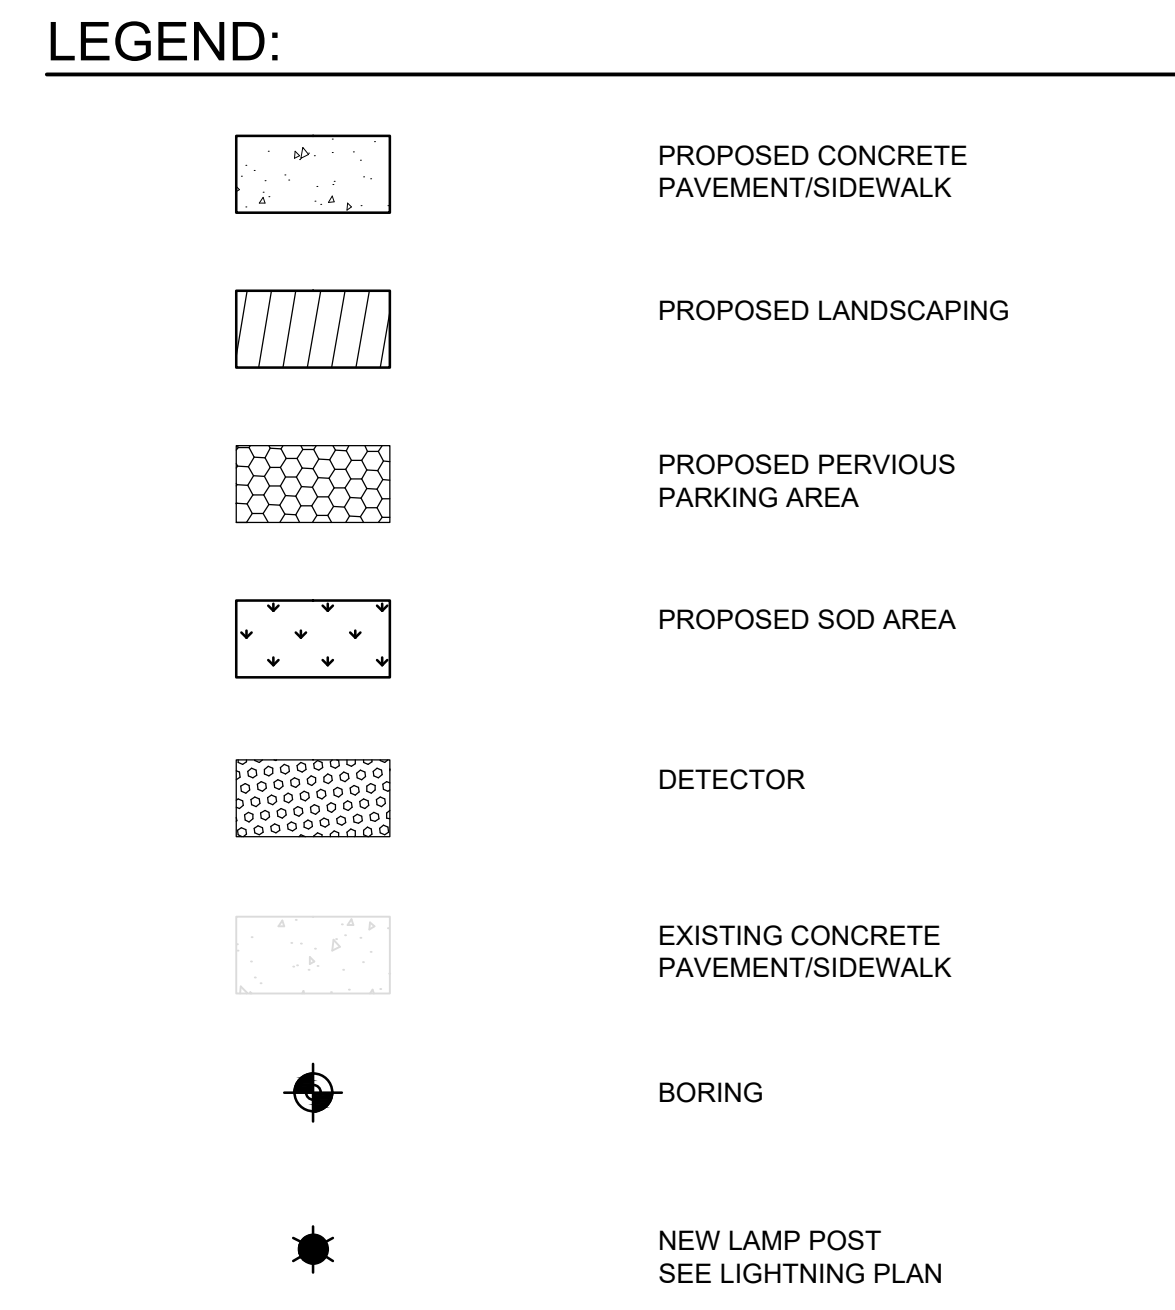 LEGEND:
PROPOSED CONCRETE
PAVEMENT/SIDEWALK
PROPOSED LANDSCAPING
PROPOSED PERVIOUS
PARKING AREA
PROPOSED SOD AREA
DETECTOR
EXISTING CONCRETE
PAVEMENT/SIDEWALK
BORING
NEW LAMP POST
SEE LIGHTNING PLAN